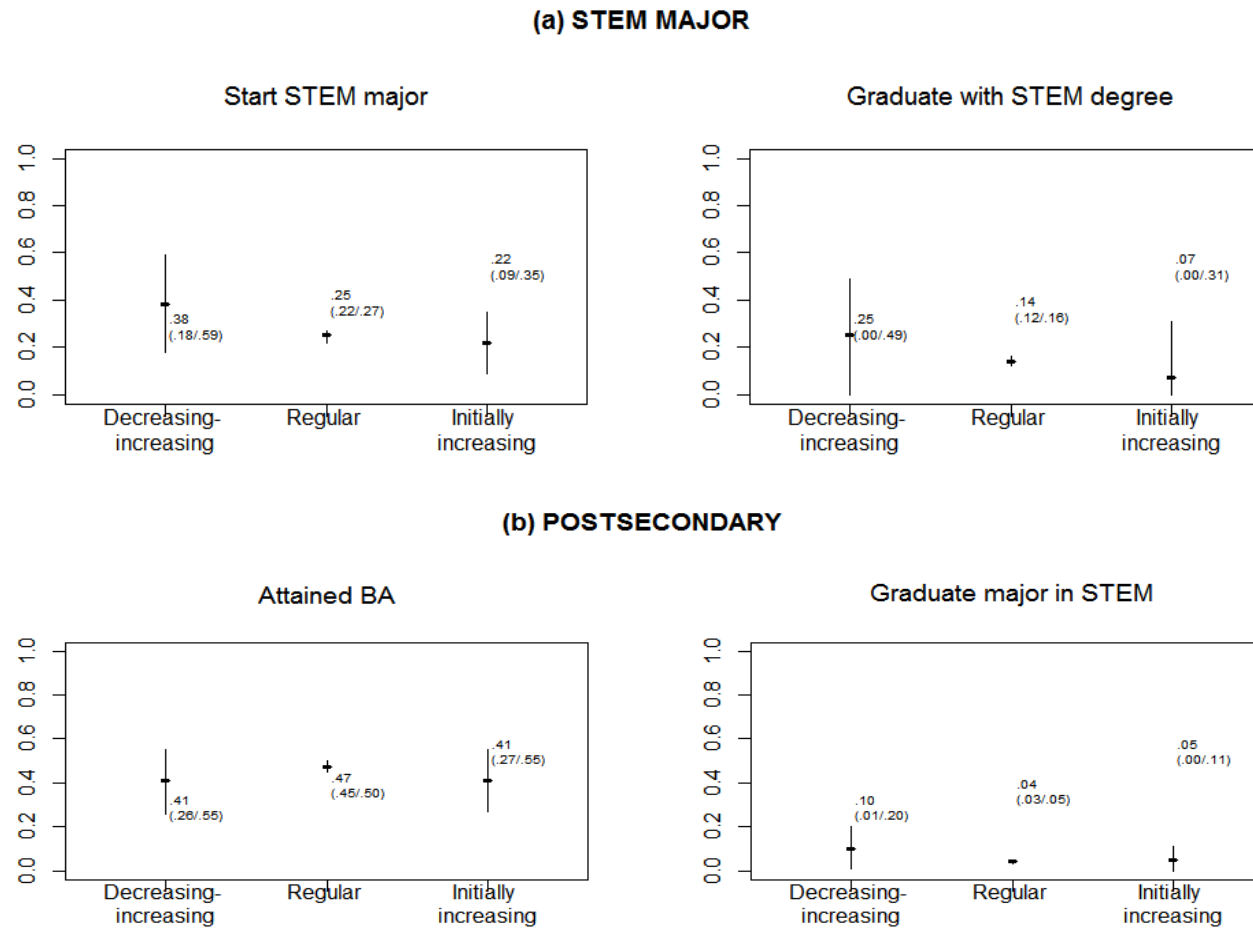 (a) STEM MAJOR
Start STEM major
1.0
0.8
0.6
0.4
0.2
0.0
.38
(.18/.59)
.25
(.22/.27)
.22
(.09/.35)
Decreasing-
increasing
Regular
Initially
increasing
Graduate with STEM degree
1.0
0.8
0.6
0.4
0.2
0.0
.25
(.00/.49)
.14
(.12/.16)
.07
(.00/.31)
Decreasing-
increasing
Regular
Initially
increasing
(b) POSTSECONDARY
Attained BA
1.0
0.8
0.6
0.4
0.2
0.0
.41
(.26/.55)
.47
(.45/.50)
.41
(.27/.55)
Decreasing-
increasing
Regular
Initially
increasing
Graduate major in STEM
1.0
0.8
0.6
0.4
0.2
0.0
.10
(.01/.20)
.04
(.03/.05)
.05
(.00/.11)
Decreasing-
increasing
Regular
Initially
increasing